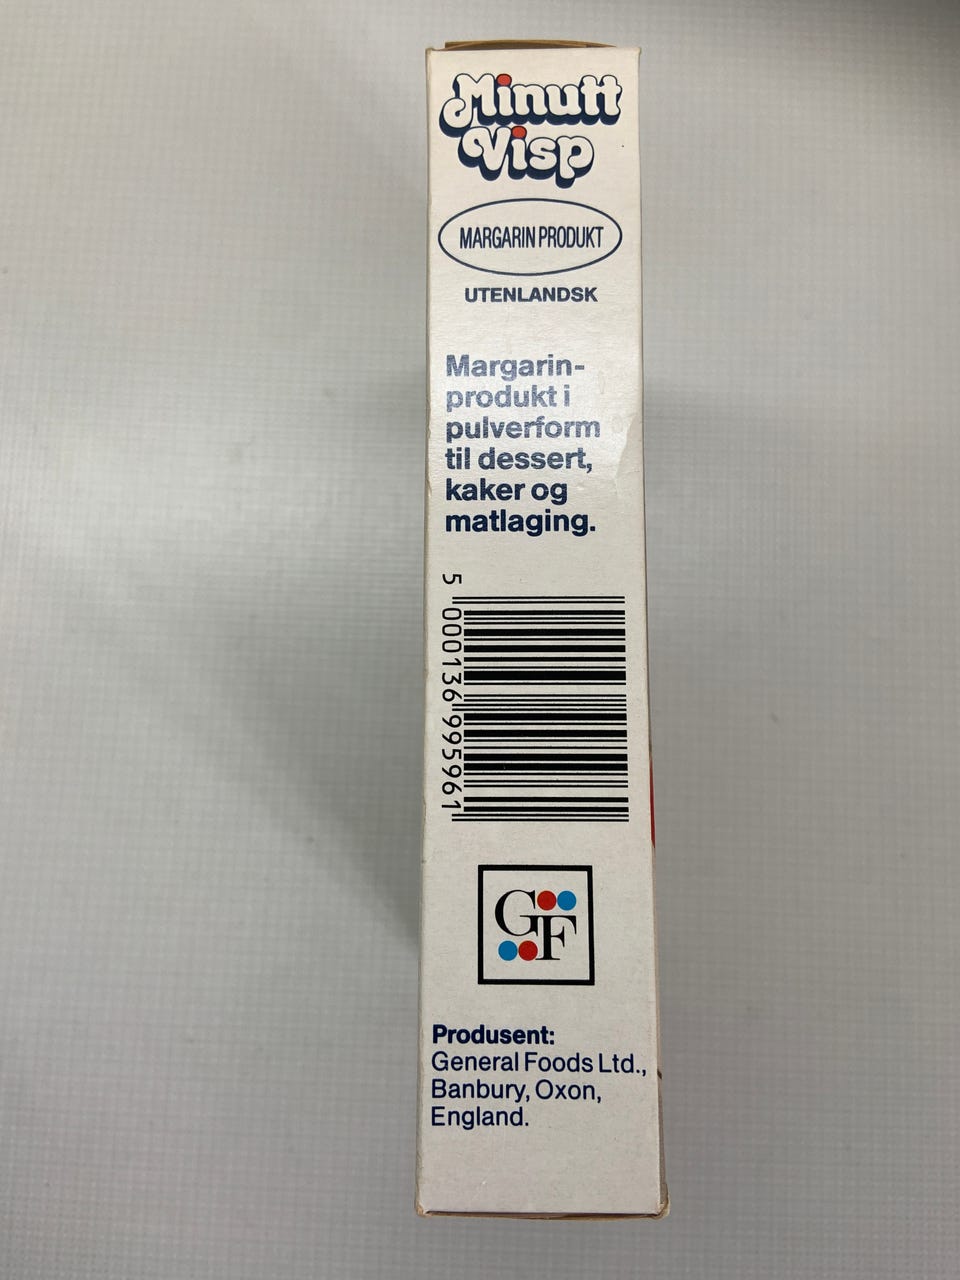 Minutt
Visp
MARGARIN PRODUKT
UTENLANDSK
Margarin-
produkt i
pulverform
til dessert,
kaker og
matlaging.
5 000136 995961
GF
Produsent:
General Foods Ltd.,
Banbury, Oxon,
England.